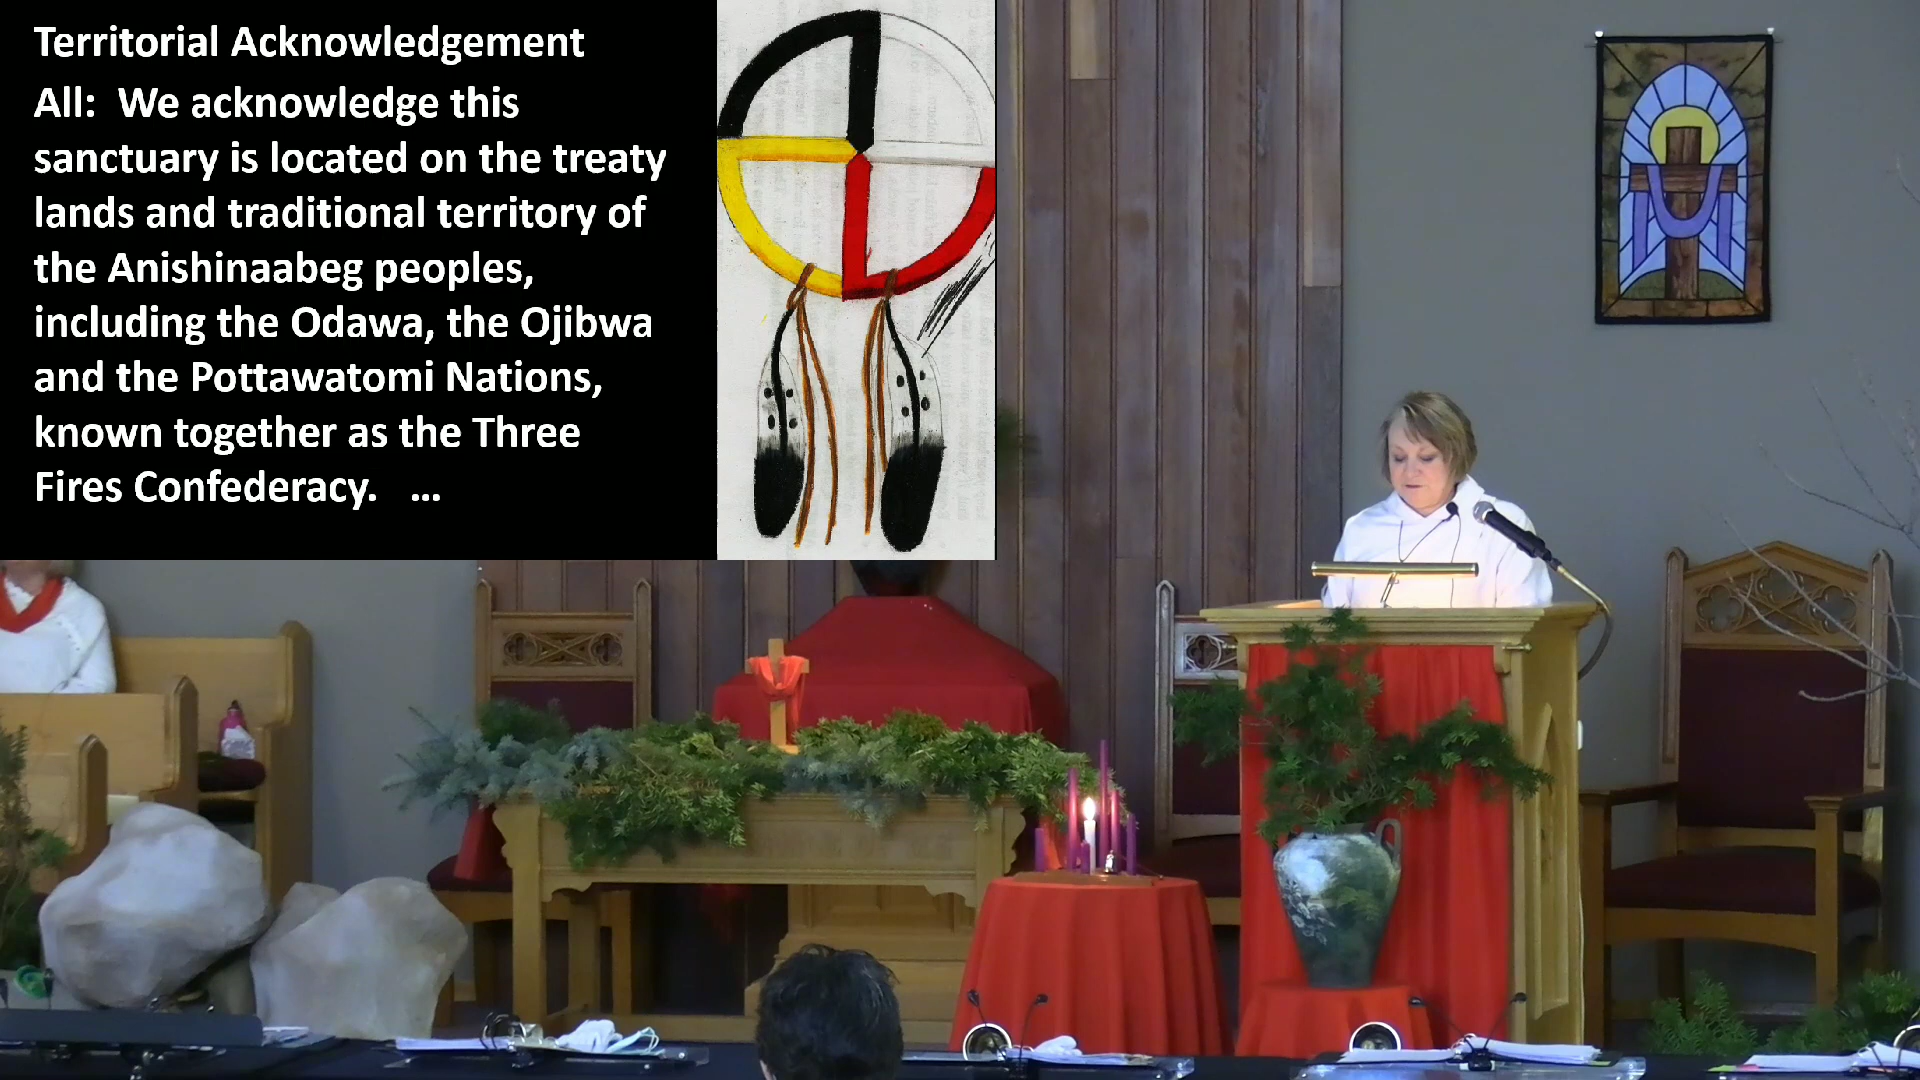 Territorial Acknowledgement
All:  We acknowledge this
sanctuary is located on the treaty
lands and traditional territory of
the Anishinaabeg peoples,
including the Odawa, the Ojibwa
and the Pottawatomi Nations,
known together as the Three
Fires Confederacy.   ...